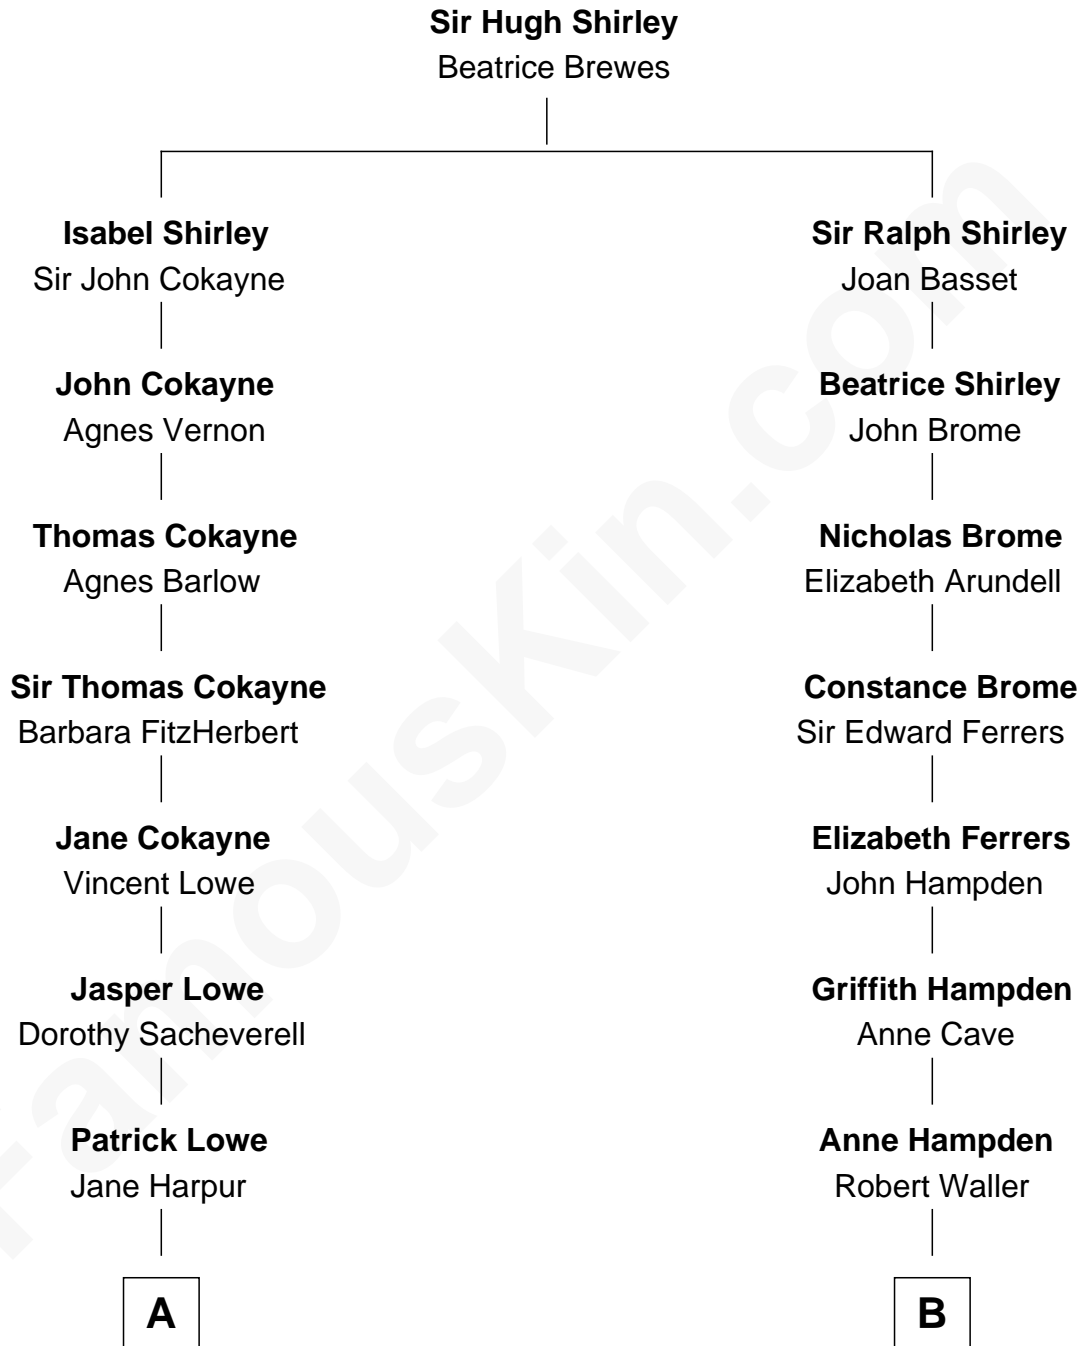 Sir Hugh Shirley
Beatrice Brewes
Isabel Shirley
Sir John Cokayne
Sir Ralph Shirley
Joan Basset
John Cokayne
Agnes Vernon
Beatrice Shirley
John Brome
Thomas Cokayne
Agnes Barlow
Nicholas Brome
Elizabeth Arundell
Sir Thomas Cokayne
Barbara FitzHerbert
Constance Brome
Sir Edward Ferrers
Jane Cokayne
Vincent Lowe
Elizabeth Ferrers
John Hampden
Jasper Lowe
Dorothy Sacheverell
Griffith Hampden
Anne Cave
Patrick Lowe
Jane Harpur
Anne Hampden
Robert Waller
A
B
FamousKin.com